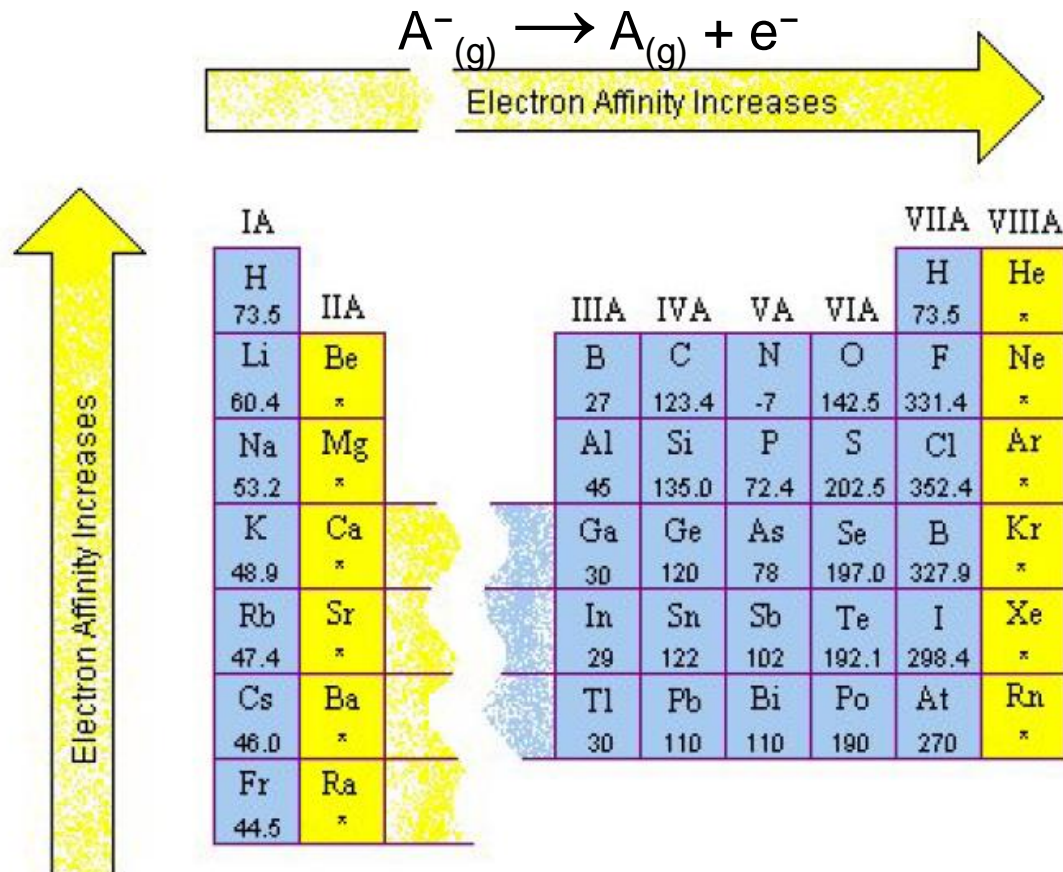 A⁻(g) ⟶ A(g) + e⁻
Electron Affinity Increases
Electron Affinity Increases
IA VIIA VIIIA
H H He
73.5 IIA IIIA IVA VA VIA 73.5 *
Li Be B C N O F Ne
60.4 * 27 123.4 -7 142.5 331.4 *
Na Mg Al Si P S Cl Ar
53.2 * 45 135.0 72.4 202.5 352.4 *
K Ca Ga Ge As Se B Kr
48.9 * 30 120 78 197.0 327.9 *
Rb Sr In Sn Sb Te I Xe
47.4 * 29 122 102 192.1 298.4 *
Cs Ba Tl Pb Bi Po At Rn
46.0 * 30 110 110 190 270 *
Fr Ra
44.5 *